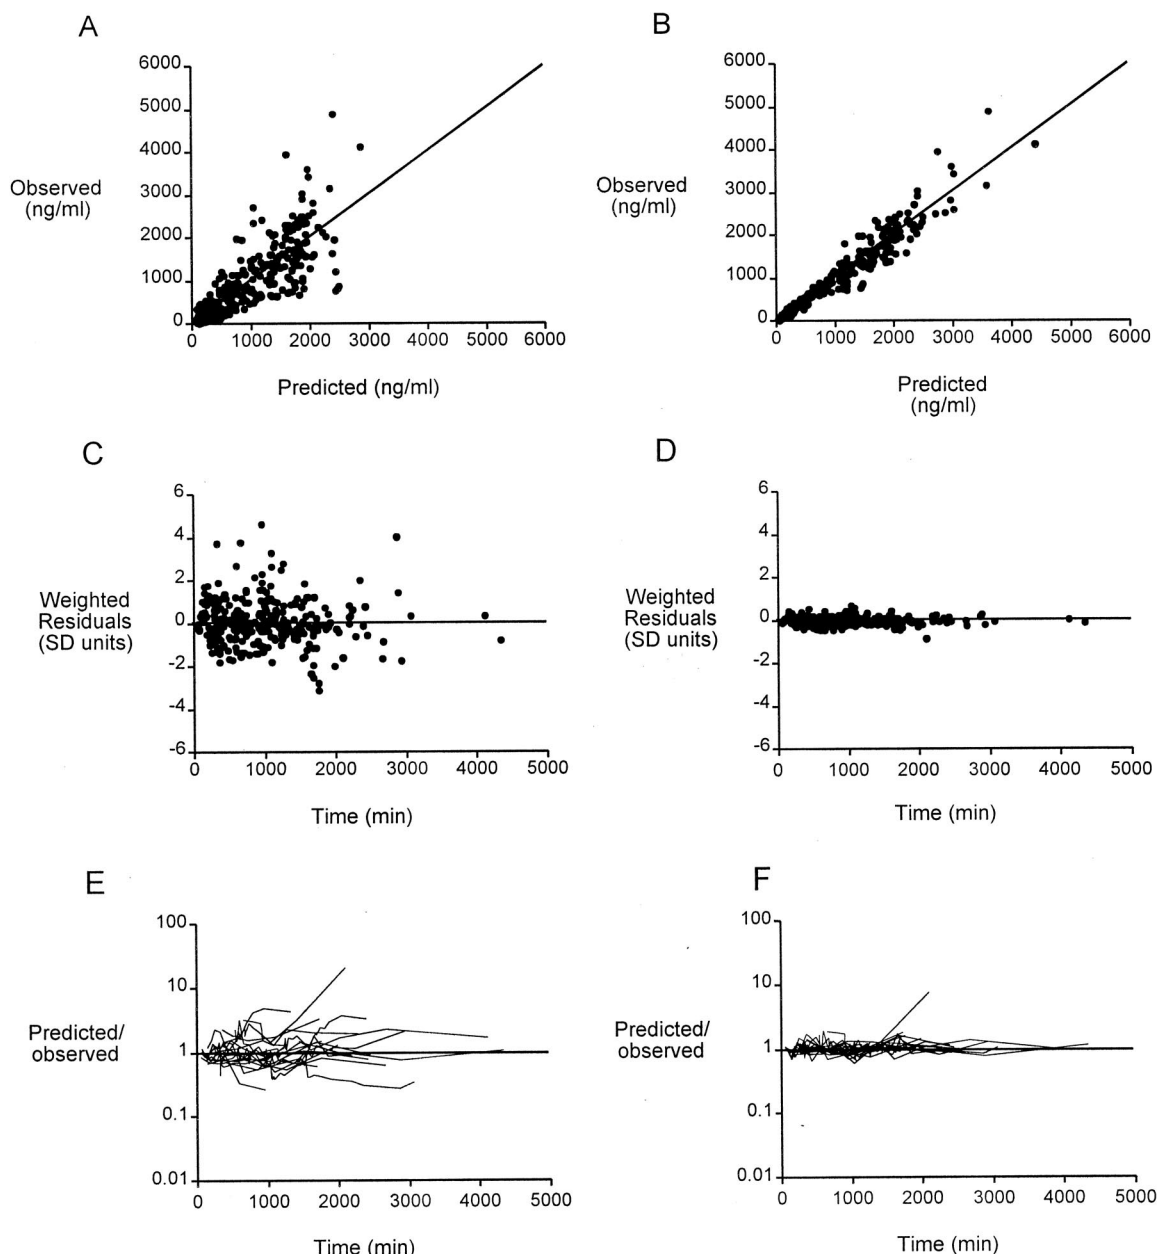 A
6000
5000
4000
3000
2000
1000
0
Observed
(ng/ml)
0 1000 2000 3000 4000 5000 6000
Predicted (ng/ml)
B
6000
5000
4000
3000
2000
1000
0
Observed
(ng/ml)
0 1000 2000 3000 4000 5000 6000
Predicted
(ng/ml)
C
6
4
2
0
-2
-4
-6
Weighted
Residuals
(SD units)
0 1000 2000 3000 4000 5000
Time (min)
D
6
4
2
0
-2
-4
-6
Weighted
Residuals
(SD units)
0 1000 2000 3000 4000 5000
Time (min)
E
100
10
1
0.1
0.01
Predicted/
observed
0 1000 2000 3000 4000 5000
Time (min)
F
100
10
1
0.1
0.01
Predicted/
observed
0 1000 2000 3000 4000 5000
Time (min)